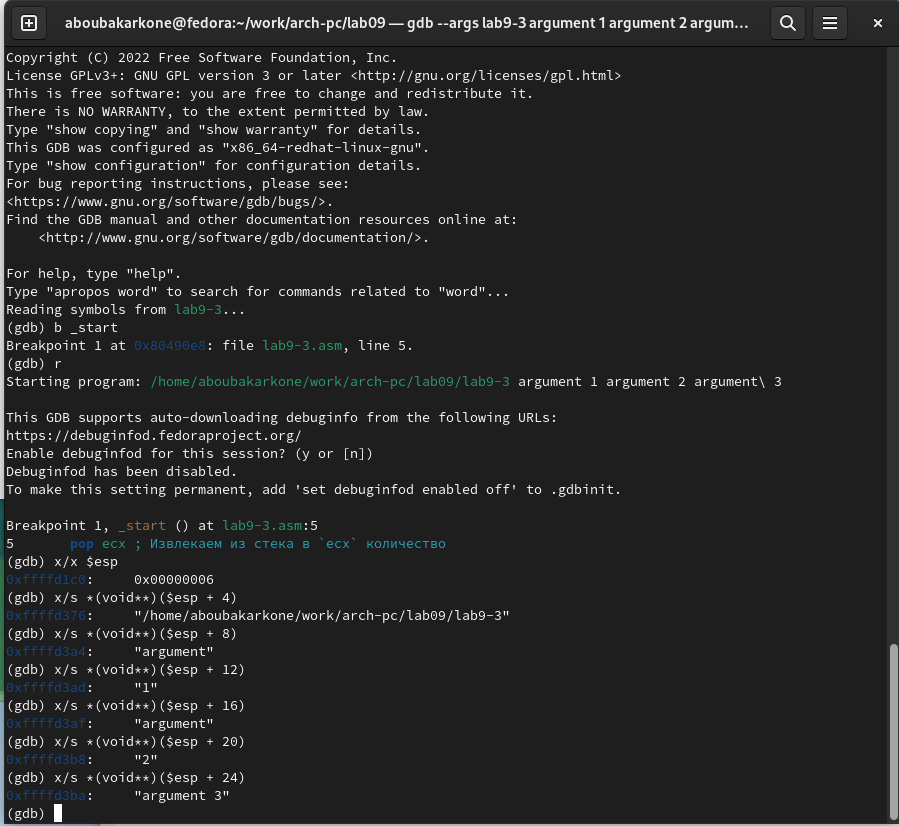 aboubakarkone@fedora:~/work/arch-pc/lab09 — gdb --args lab9-3 argument 1 argument 2 argum...
Copyright (C) 2022 Free Software Foundation, Inc.
License GPLv3+: GNU GPL version 3 or later <http://gnu.org/licenses/gpl.html>
This is free software: you are free to change and redistribute it.
There is NO WARRANTY, to the extent permitted by law.
Type "show copying" and "show warranty" for details.
This GDB was configured as "x86_64-redhat-linux-gnu".
Type "show configuration" for configuration details.
For bug reporting instructions, please see:
<https://www.gnu.org/software/gdb/bugs/>.
Find the GDB manual and other documentation resources online at:
    <http://www.gnu.org/software/gdb/documentation/>.
For help, type "help".
Type "apropos word" to search for commands related to "word"...
Reading symbols from lab9-3...
(gdb) b _start
Breakpoint 1 at 0x80490e8: file lab9-3.asm, line 5.
(gdb) r
Starting program: /home/aboubakarkone/work/arch-pc/lab09/lab9-3 argument 1 argument 2 argument\ 3
This GDB supports auto-downloading debuginfo from the following URLs:
https://debuginfod.fedoraproject.org/
Enable debuginfod for this session? (y or [n])
Debuginfod has been disabled.
To make this setting permanent, add 'set debuginfod enabled off' to .gdbinit.
Breakpoint 1, _start () at lab9-3.asm:5
5       pop ecx ; Извлекаем из стека в `ecx` количество
(gdb) x/x $esp
0xffffd1c0:     0x00000006
(gdb) x/s *(void**)($esp + 4)
0xffffd376:     "/home/aboubakarkone/work/arch-pc/lab09/lab9-3"
(gdb) x/s *(void**)($esp + 8)
0xffffd3a4:     "argument"
(gdb) x/s *(void**)($esp + 12)
0xffffd3ad:     "1"
(gdb) x/s *(void**)($esp + 16)
0xffffd3af:     "argument"
(gdb) x/s *(void**)($esp + 20)
0xffffd3b8:     "2"
(gdb) x/s *(void**)($esp + 24)
0xffffd3ba:     "argument 3"
(gdb)